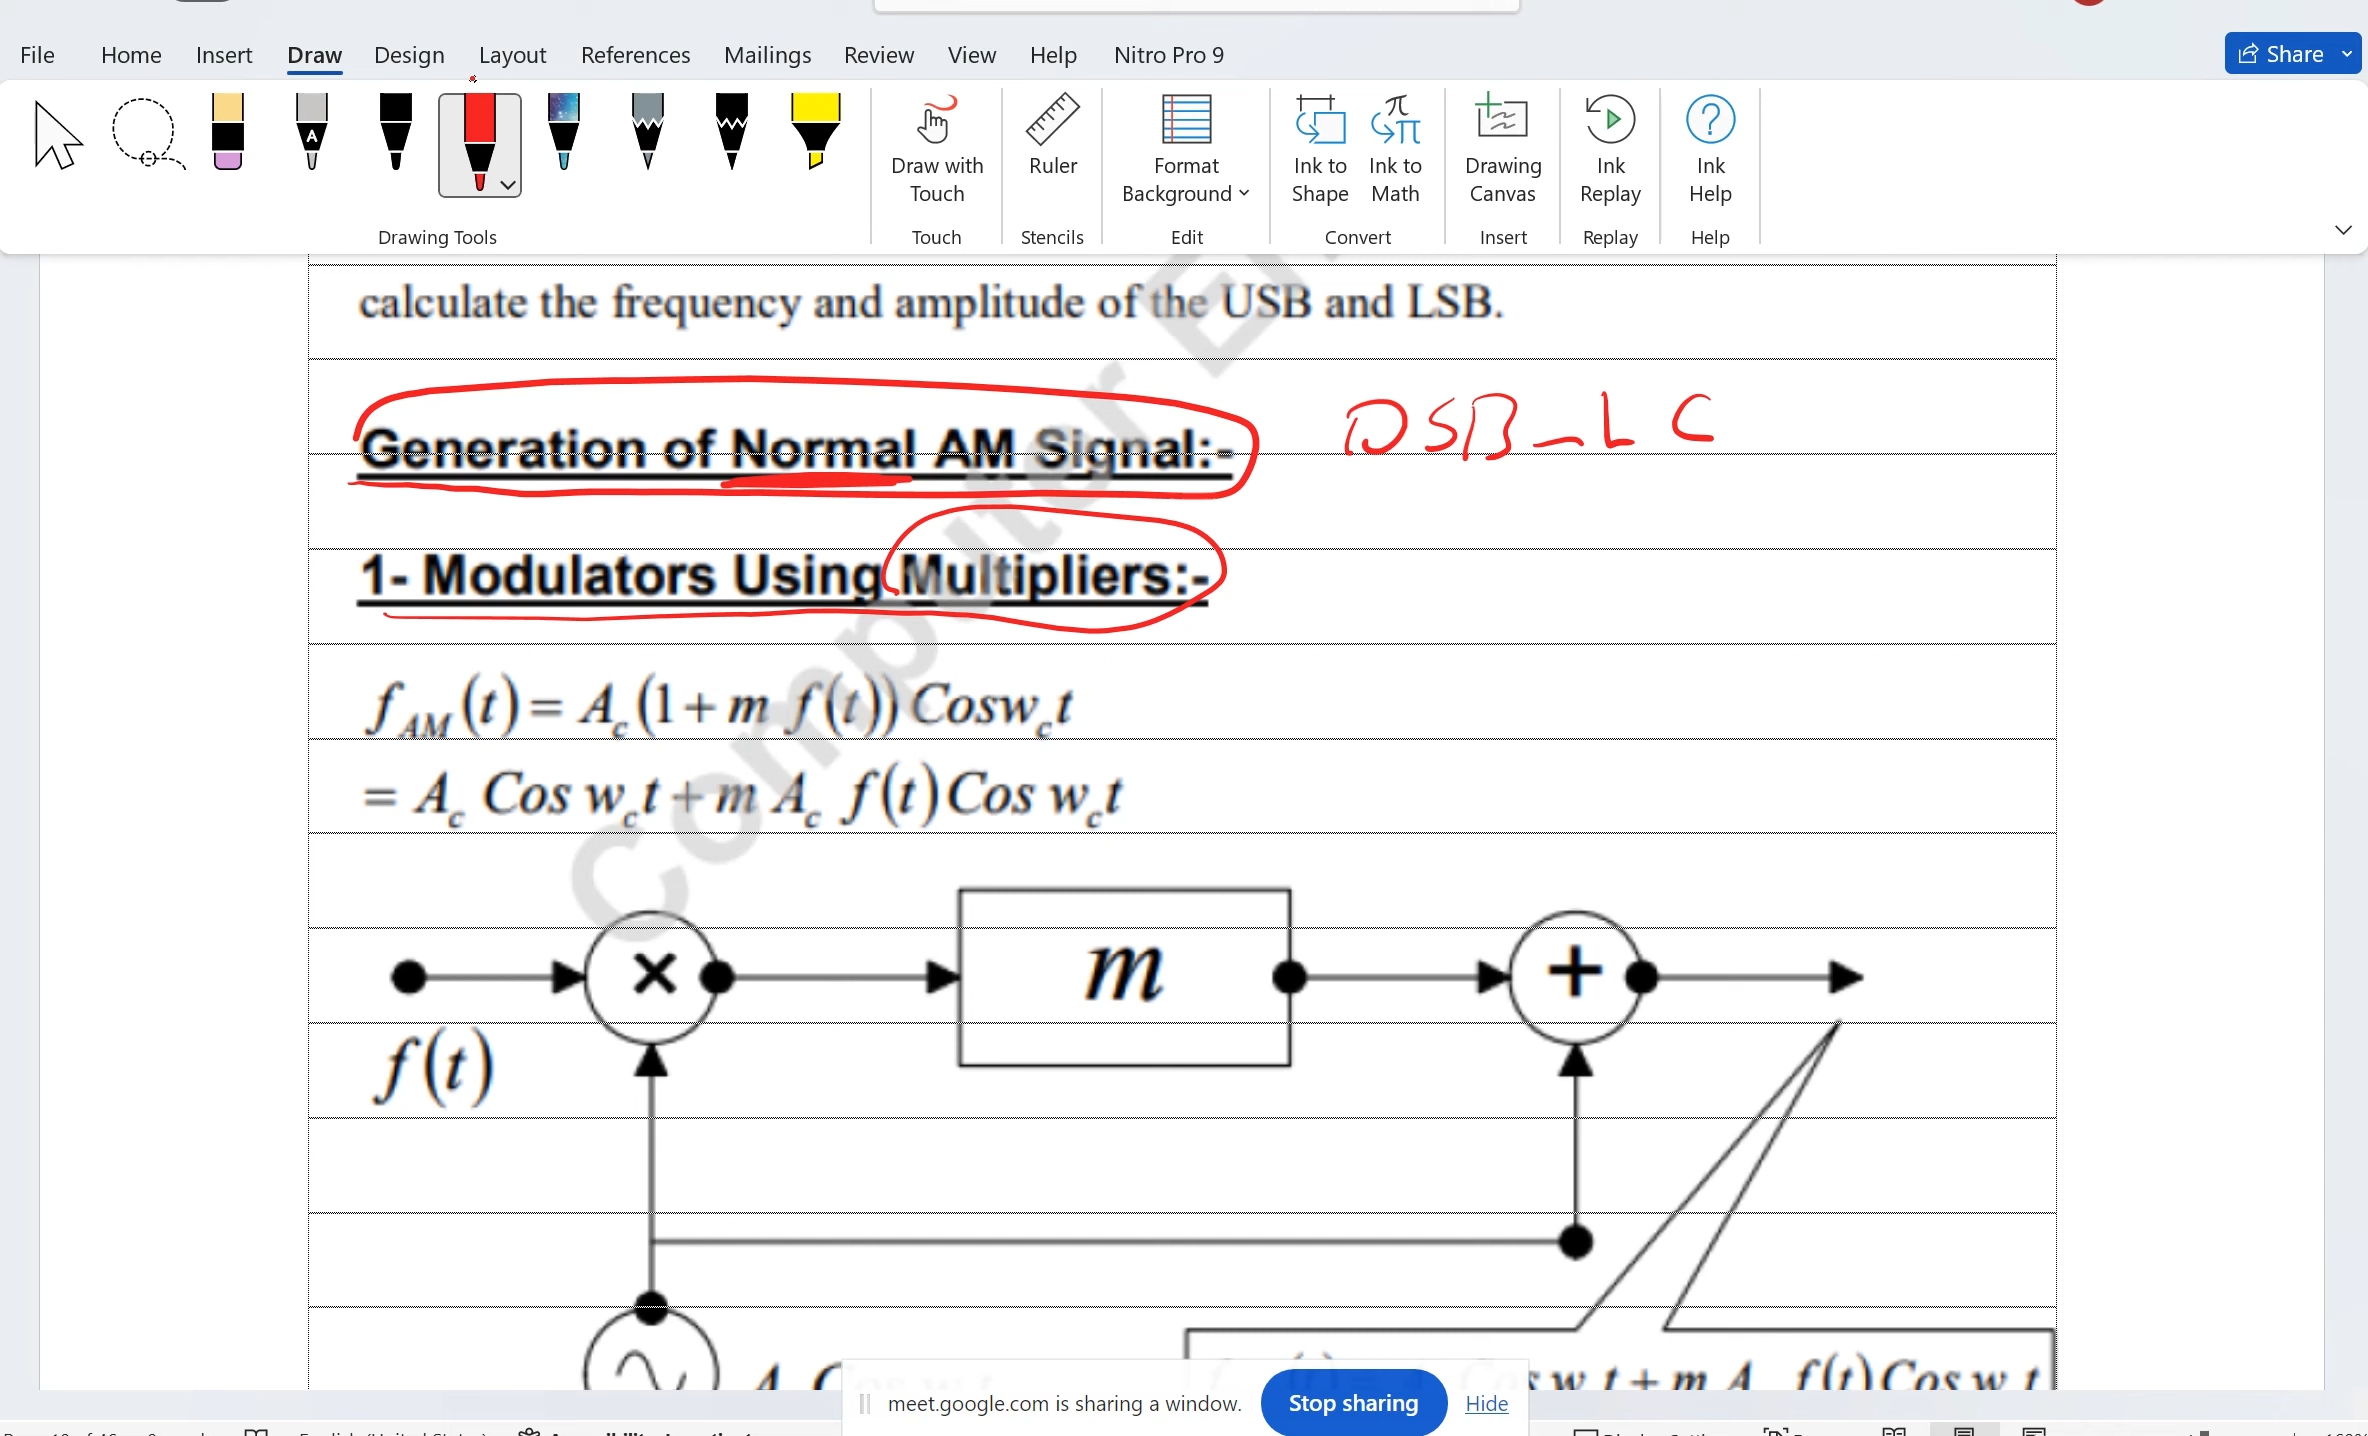 File Home Insert Draw Design Layout References Mailings Review View Help Nitro Pro 9 Share
A
Draw with Touch
Ruler
Format Background
Ink to Shape
Ink to Math
Drawing Canvas
Ink Replay
Ink Help
Drawing Tools Touch Stencils Edit Convert Insert Replay Help
calculate the frequency and amplitude of the USB and LSB.
Generation of Normal AM Signal:- DSB-LC
1- Modulators Using Multipliers:-
f_AM(t) = A_c(1+m f(t)) Cosw_ct
= A_c Cos w_ct + m A_c f(t) Cos w_ct
Computer
× m +
f(t)
meet.google.com is sharing a window. Stop sharing Hide